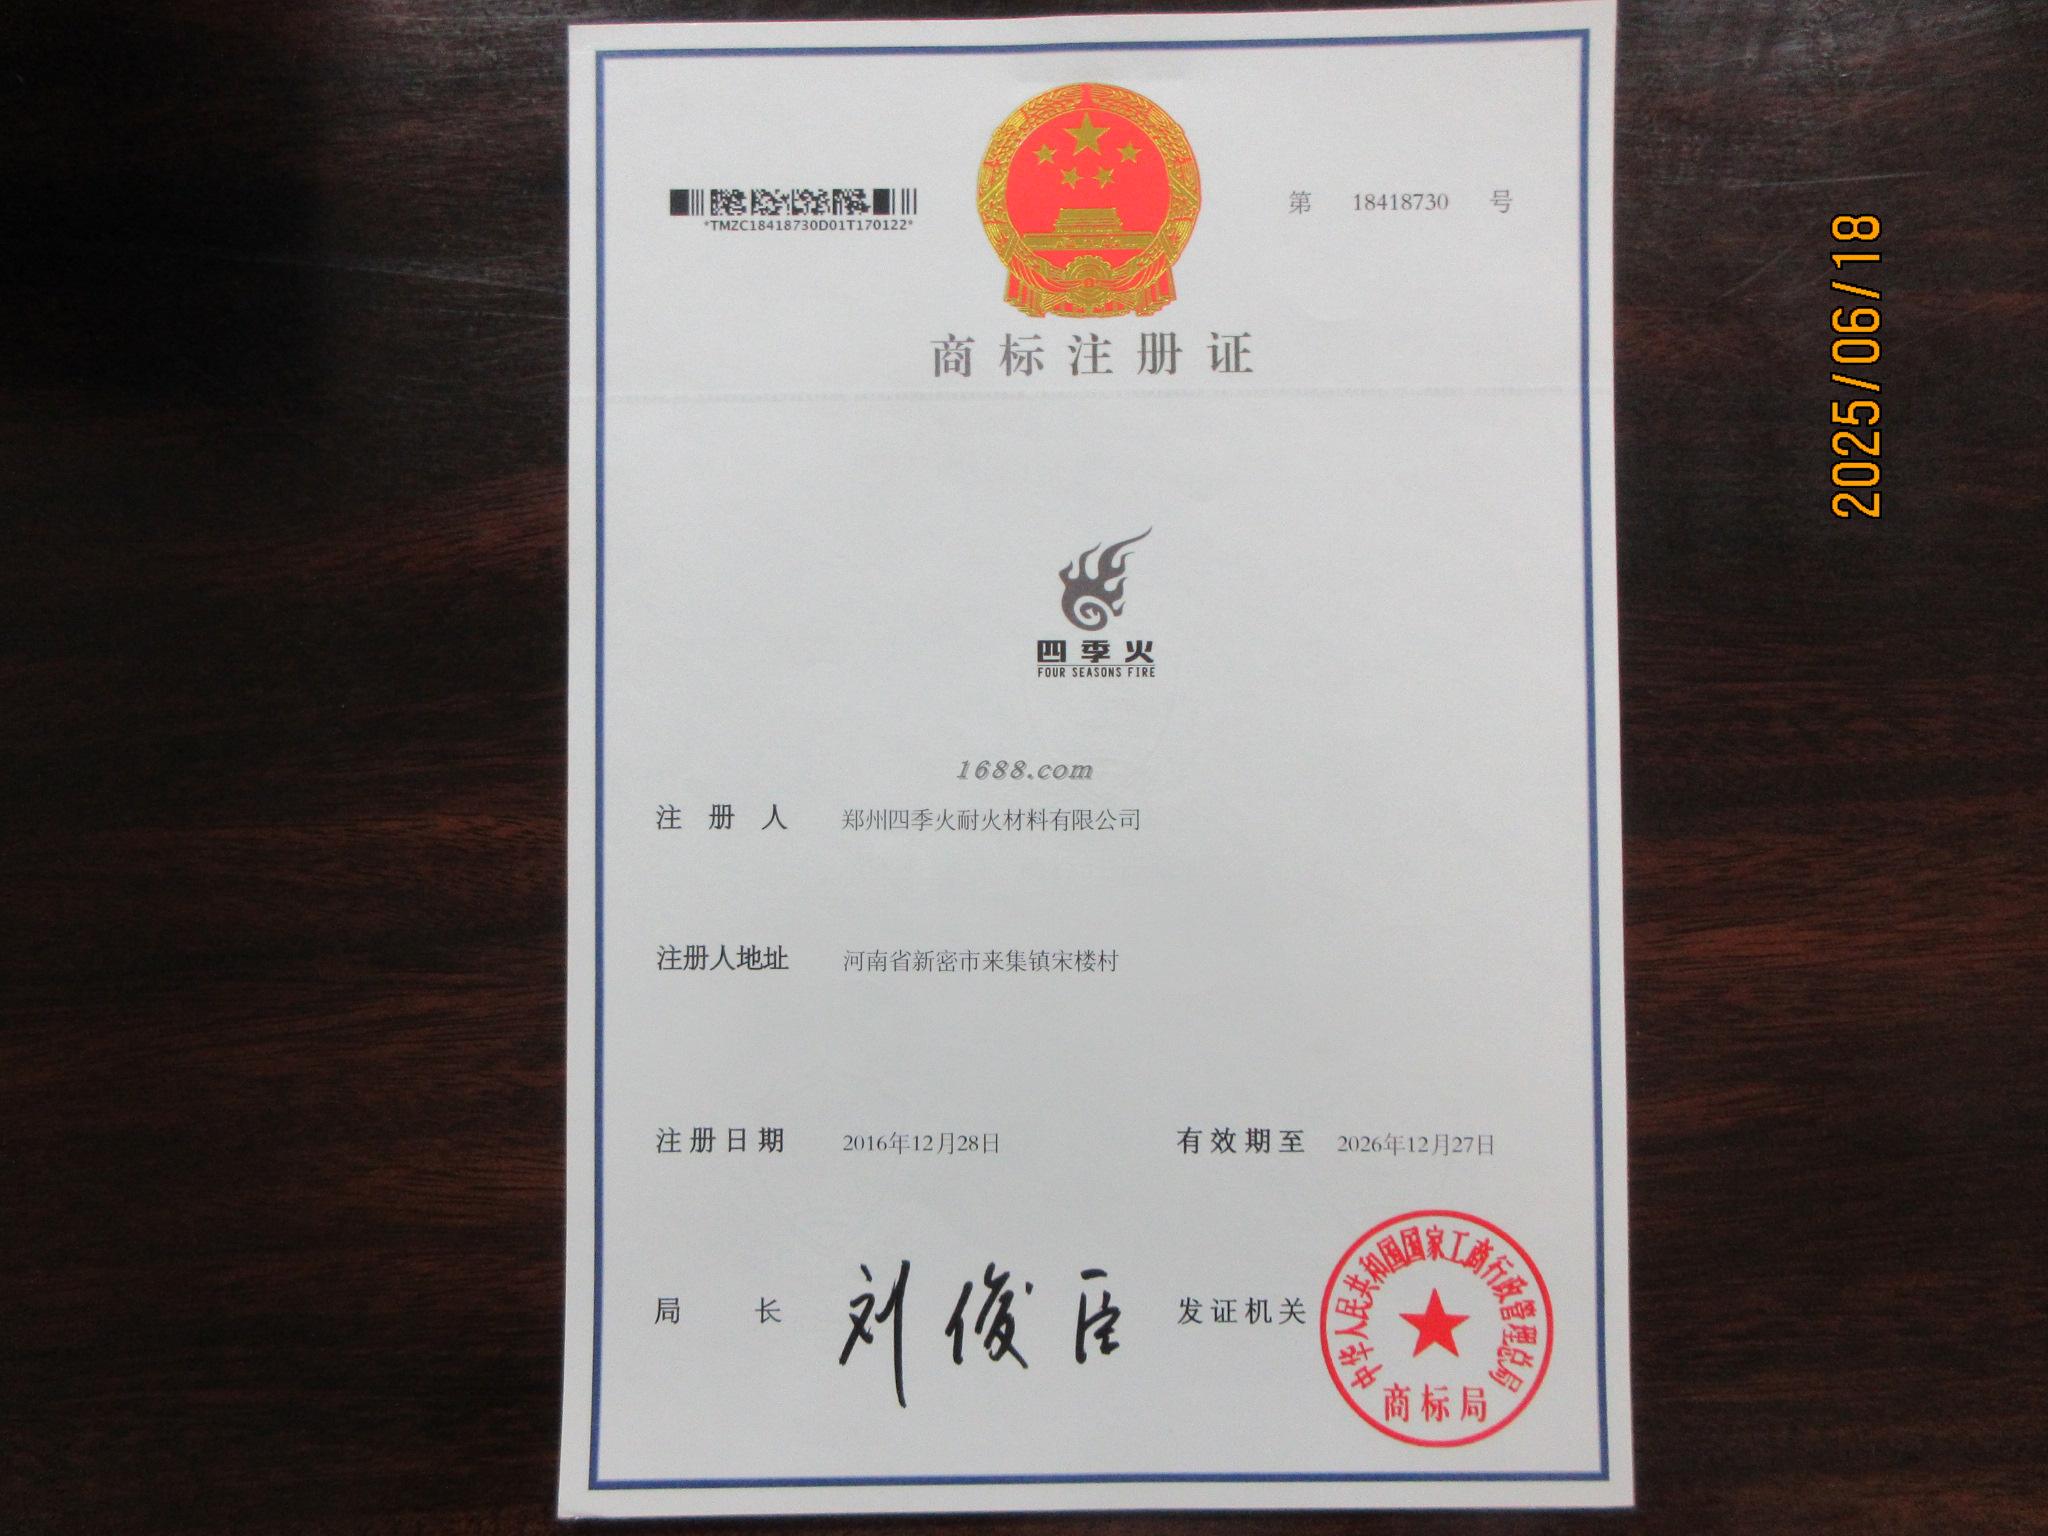 *TMZC18418730D01T170122*
第 18418730 号
商标注册证
四季火
FOUR SEASONS FIRE
1688.com
注册人 郑州四季火耐火材料有限公司
注册人地址 河南省新密市来集镇宋楼村
注册日期 2016年12月28日 有效期至 2026年12月27日
局长 刘俊臣 发证机关
中华人民共和国国家工商行政管理总局
商标局
2025/06/18